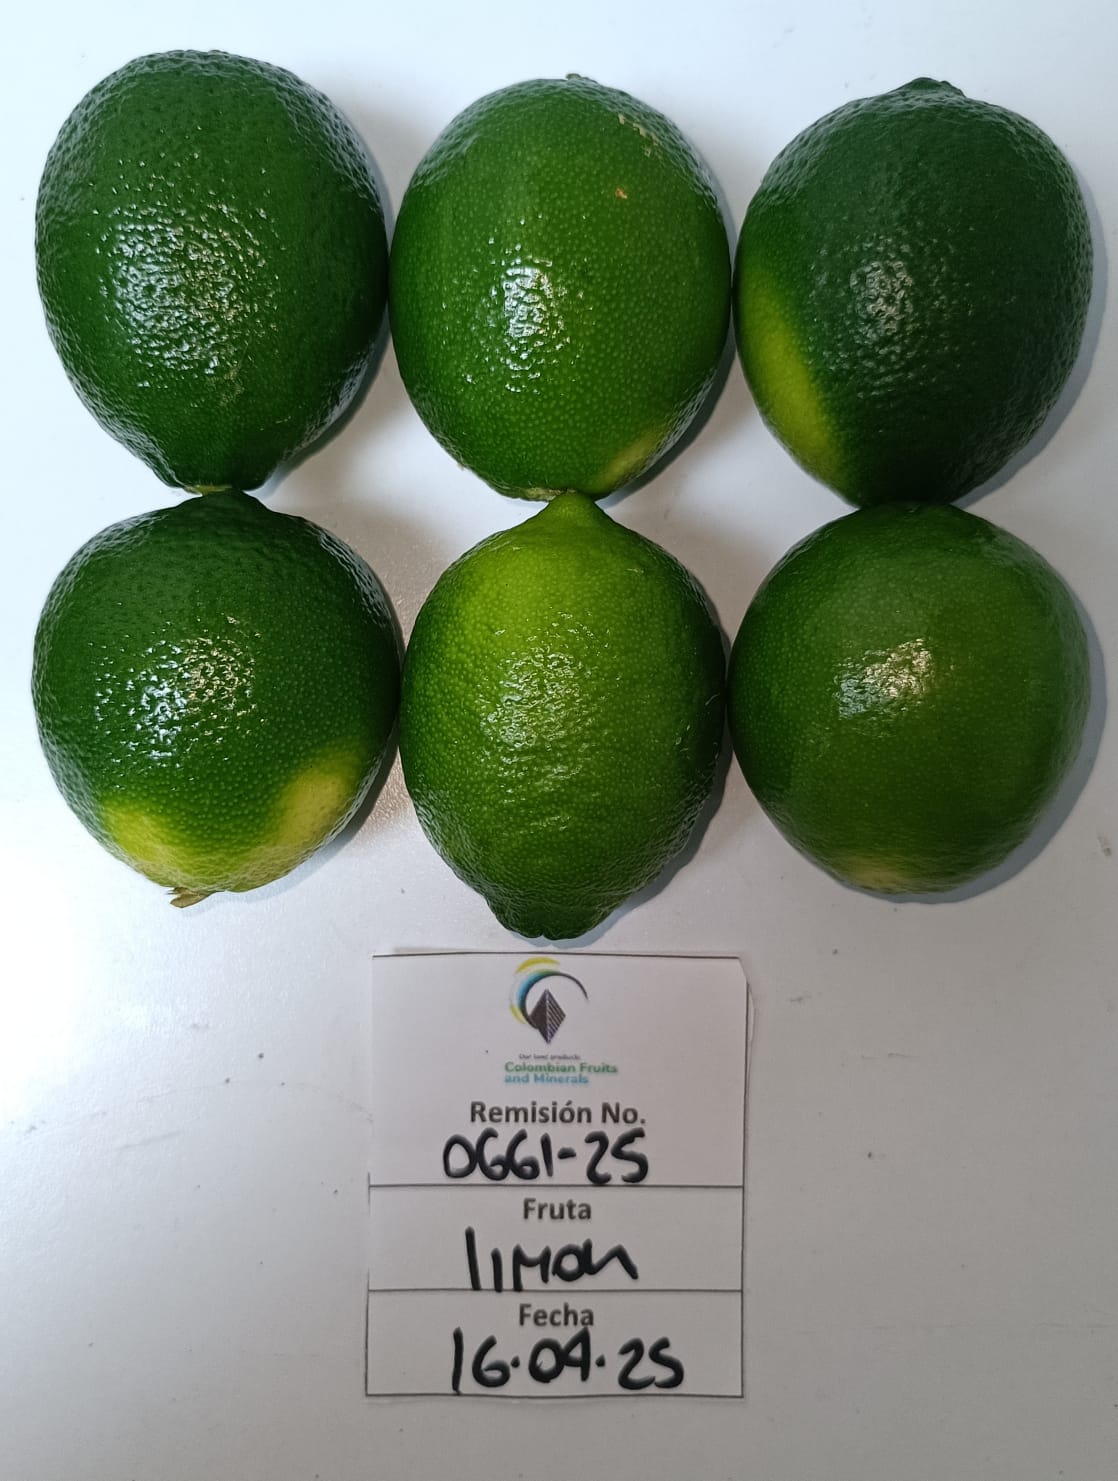 Our best products
Colombian Fruits
and Minerals
Remisión No.
0661-25
Fruta
limon
Fecha
16.04.25